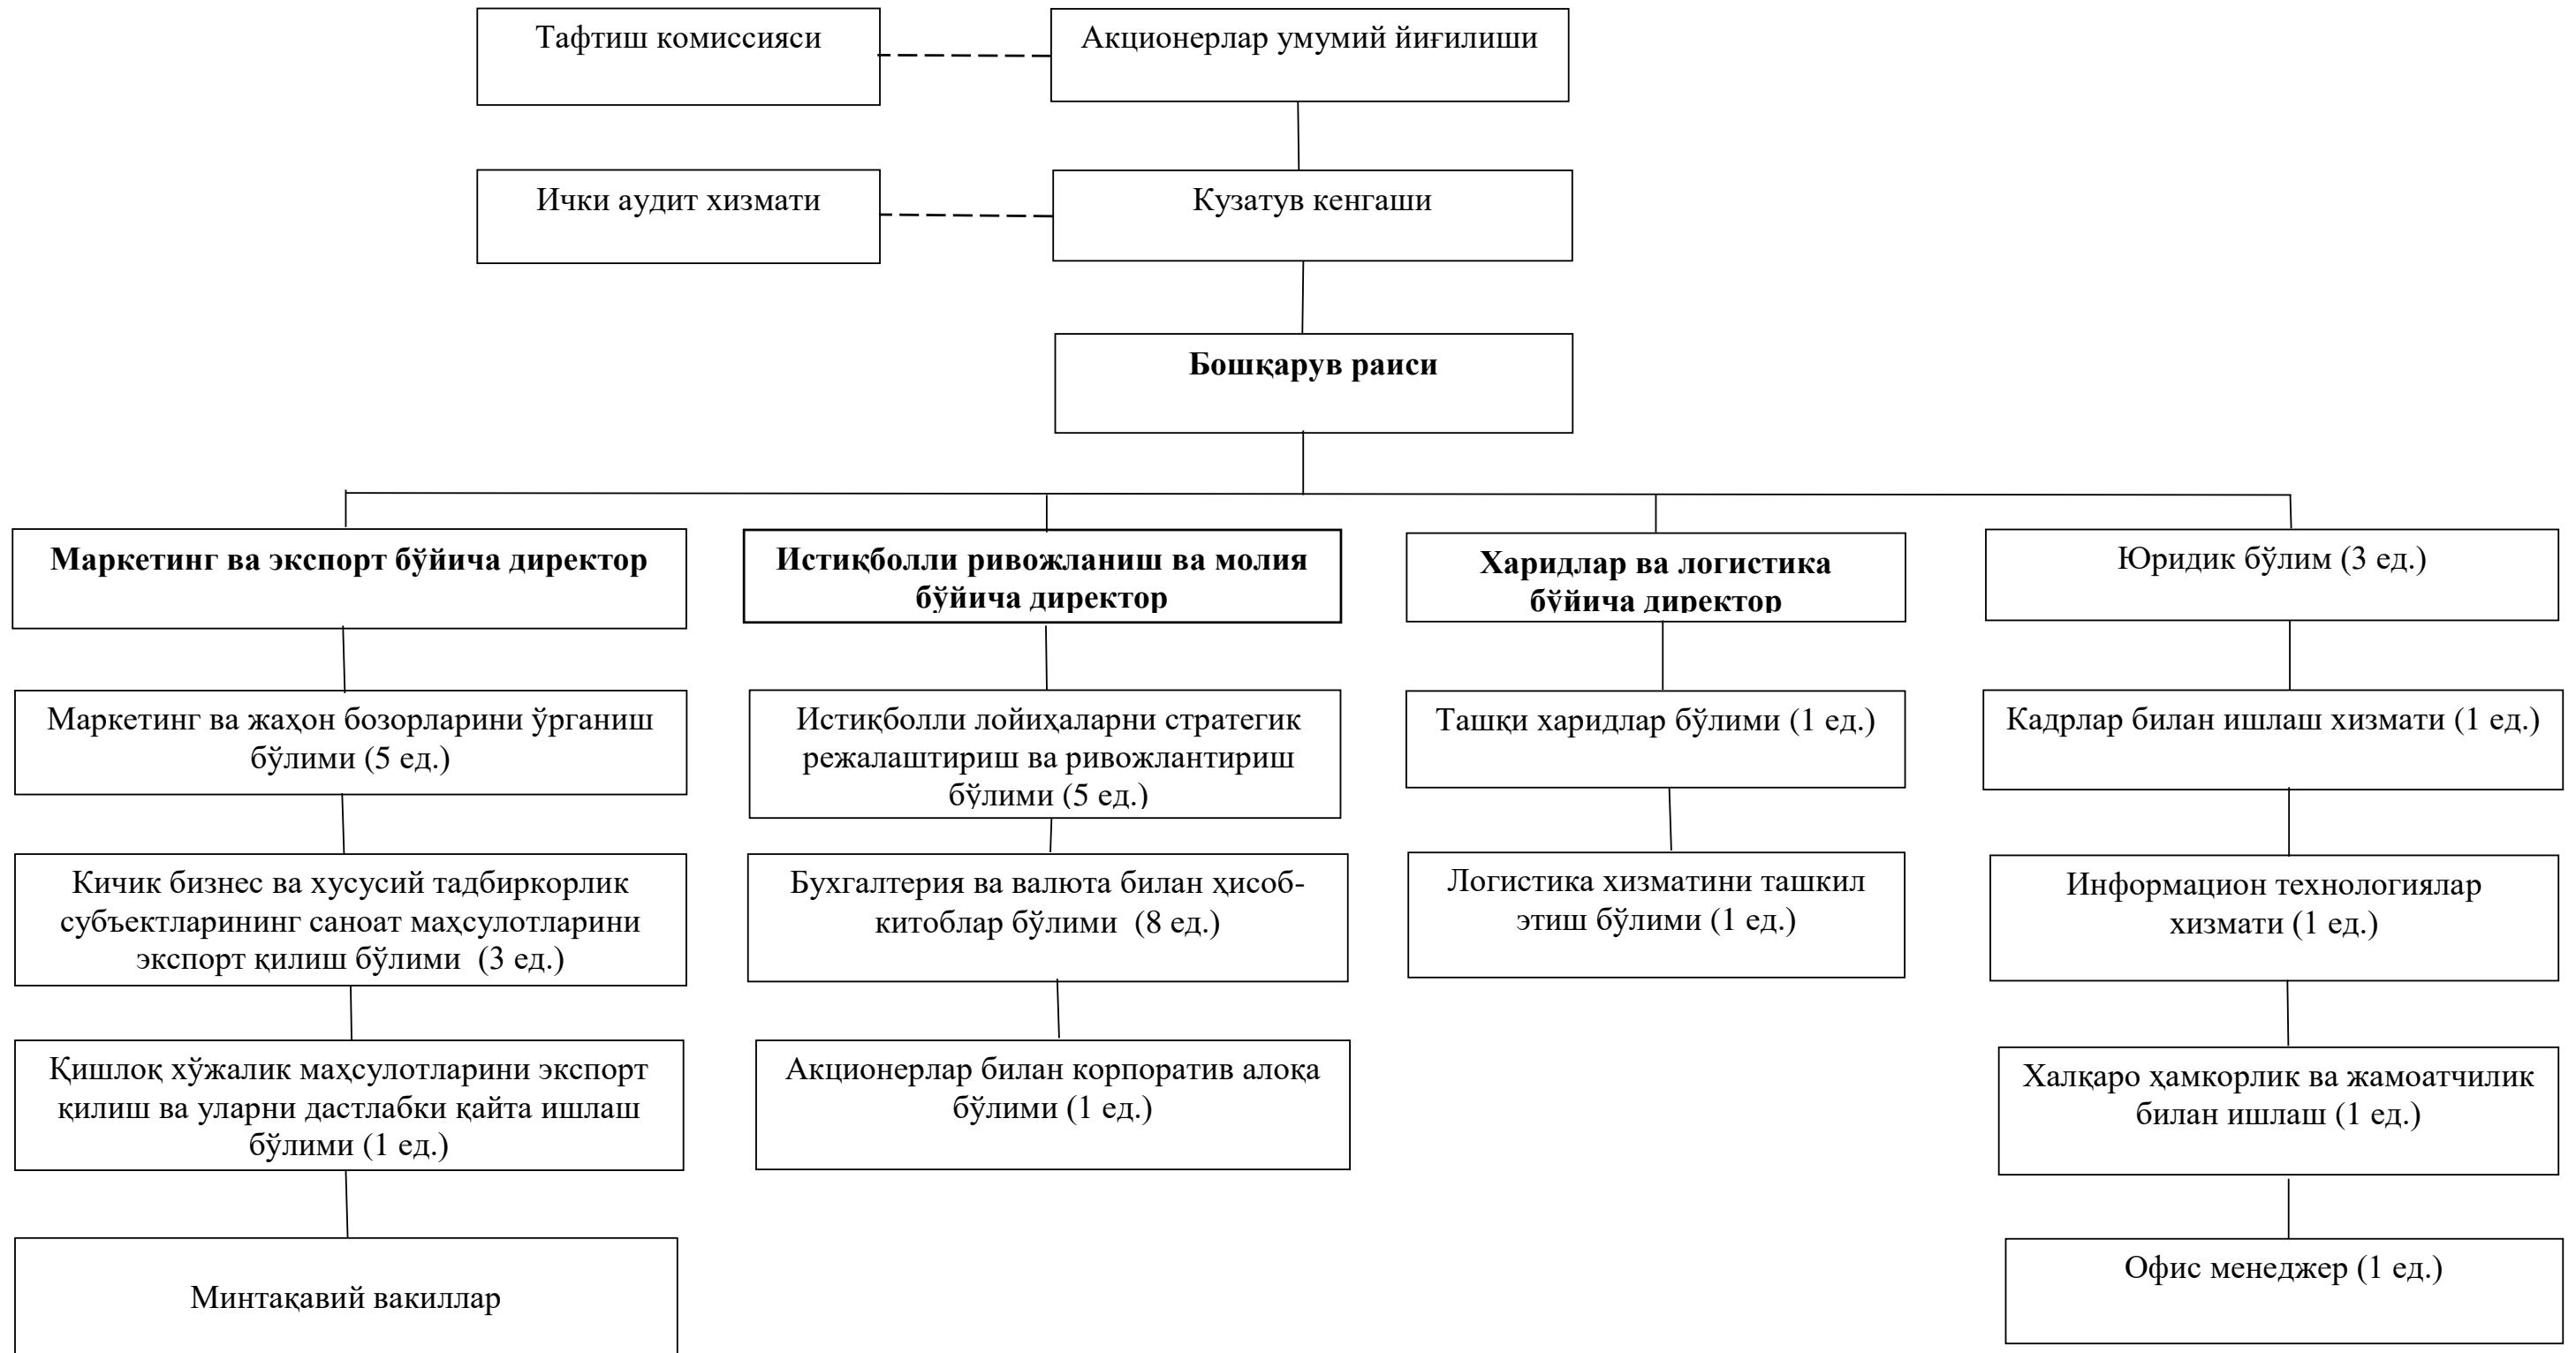 Тафтиш комиссияси
Акционерлар умумий йиғилиши
Ички аудит хизмати
Кузатув кенгаши
Бошқарув раиси
Маркетинг ва экспорт бўйича директор
Истиқболли ривожланиш ва молия
бўйича директор
Харидлар ва логистика
бўйича директор
Юридик бўлим (3 ед.)
Маркетинг ва жаҳон бозорларини ўрганиш
бўлими (5 ед.)
Истиқболли лойиҳаларни стратегик
режалаштириш ва ривожлантириш
бўлими (5 ед.)
Ташқи харидлар бўлими (1 ед.)
Кадрлар билан ишлаш хизмати (1 ед.)
Кичик бизнес ва хусусий тадбиркорлик
субъектларининг саноат маҳсулотларини
экспорт қилиш бўлими  (3 ед.)
Бухгалтерия ва валюта билан ҳисоб-
китоблар бўлими  (8 ед.)
Логистика хизматини ташкил
этиш бўлими (1 ед.)
Информацион технологиялар
хизмати (1 ед.)
Қишлоқ хўжалик маҳсулотларини экспорт
қилиш ва уларни дастлабки қайта ишлаш
бўлими (1 ед.)
Акционерлар билан корпоратив алоқа
бўлими (1 ед.)
Халқаро ҳамкорлик ва жамоатчилик
билан ишлаш (1 ед.)
Минтақавий вакиллар
Офис менеджер (1 ед.)